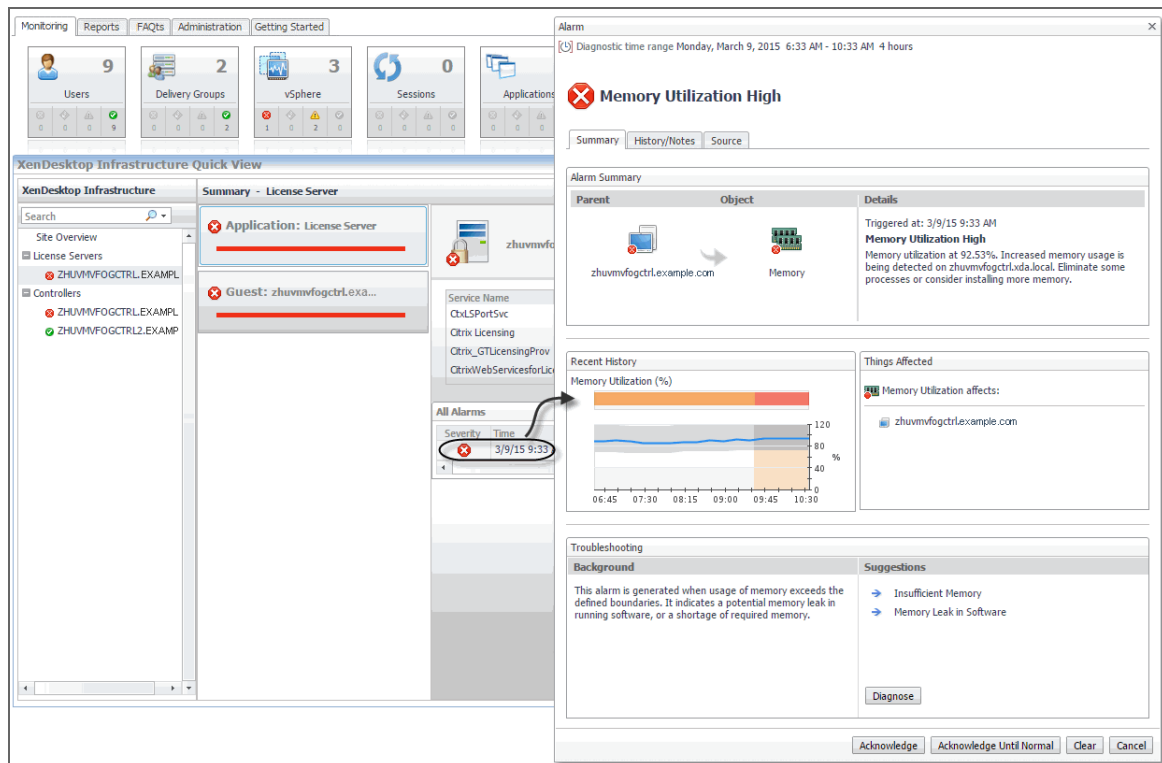 Monitoring Reports FAQts Administration Getting Started
9
Users
0 0 0 9
2
Delivery Groups
0 0 0 2
3
vSphere
1 0 2 0
0
Sessions
0 0 0 0
Applications
0 0 0
XenDesktop Infrastructure Quick View
XenDesktop Infrastructure
Search
Site Overview
License Servers
ZHUVMVFOGCTRL.EXAMPL
Controllers
ZHUVMVFOGCTRL.EXAMPL
ZHUVMVFOGCTRL2.EXAMP
Summary - License Server
Application: License Server
Guest: zhuvmvfogctrl.exa...
zhuvmvfo
Service Name
CtxLSPortSvc
Citrix Licensing
Citrix_GTLicensingProv
CitrixWebServicesforLic
All Alarms
Severity Time
3/9/15 9:33
Alarm
Diagnostic time range Monday, March 9, 2015 6:33 AM - 10:33 AM 4 hours
Memory Utilization High
Summary History/Notes Source
Alarm Summary
Parent Object Details
zhuvmvfogctrl.example.com
Memory
Triggered at: 3/9/15 9:33 AM
Memory Utilization High
Memory utilization at 92.53%. Increased memory usage is
being detected on zhuvmvfogctrl.xda.local. Eliminate some
processes or consider installing more memory.
Recent History
Memory Utilization (%)
120
80
40
0
%
06:45 07:30 08:15 09:00 09:45 10:30
Things Affected
Memory Utilization affects:
zhuvmvfogctrl.example.com
Troubleshooting
Background
This alarm is generated when usage of memory exceeds the
defined boundaries. It indicates a potential memory leak in
running software, or a shortage of required memory.
Suggestions
Insufficient Memory
Memory Leak in Software
Diagnose
Acknowledge Acknowledge Until Normal Clear Cancel